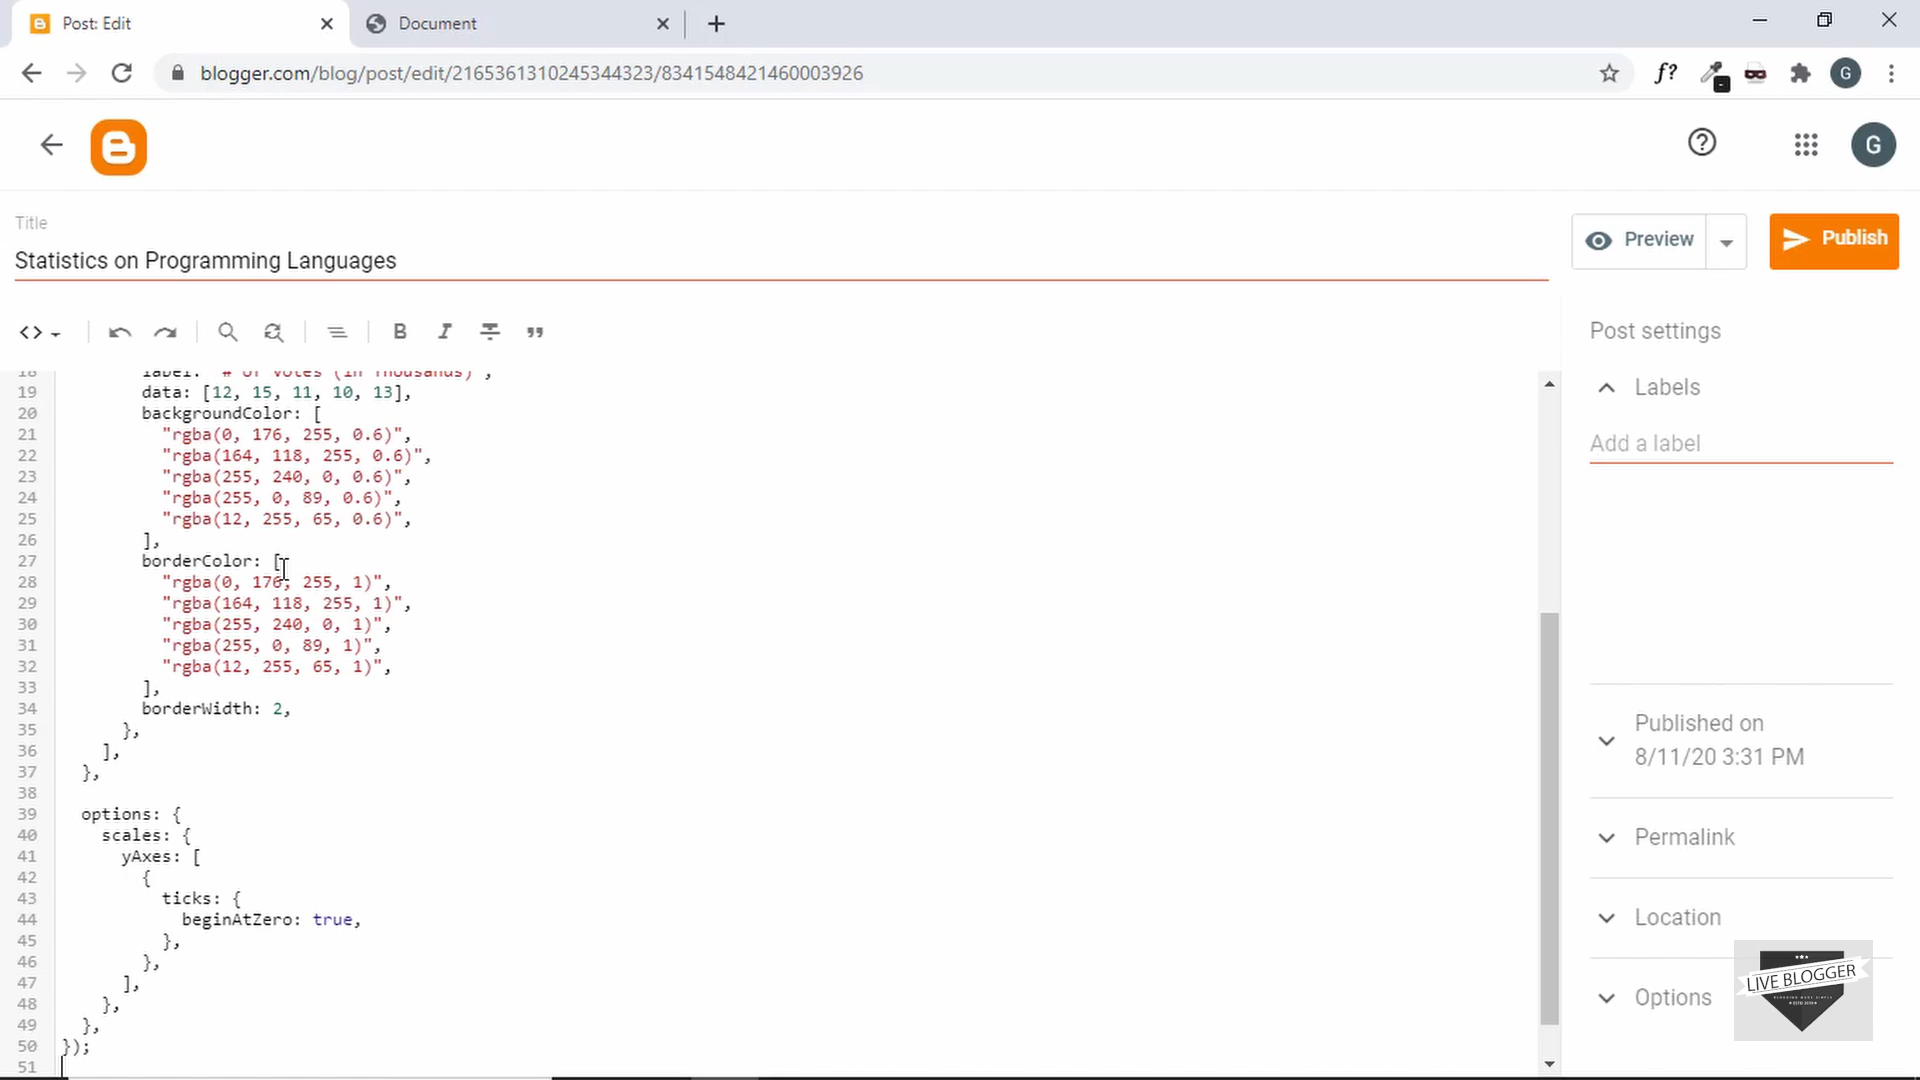 Post: Edit
Document
blogger.com/blog/post/edit/2165361310245344323/8341548421460003926
f?
G
G
Title
Statistics on Programming Languages
Preview
Publish
Post settings
Labels
Add a label
Published on
8/11/20 3:31 PM
Permalink
Location
Options
18 label: "# of Votes (in Thousands)",
19 data: [12, 15, 11, 10, 13],
20 backgroundColor: [
21 "rgba(0, 176, 255, 0.6)",
22 "rgba(164, 118, 255, 0.6)",
23 "rgba(255, 240, 0, 0.6)",
24 "rgba(255, 0, 89, 0.6)",
25 "rgba(12, 255, 65, 0.6)",
26 ],
27 borderColor: [
28 "rgba(0, 176, 255, 1)",
29 "rgba(164, 118, 255, 1)",
30 "rgba(255, 240, 0, 1)",
31 "rgba(255, 0, 89, 1)",
32 "rgba(12, 255, 65, 1)",
33 ],
34 borderWidth: 2,
35 },
36 ],
37 },
38
39 options: {
40 scales: {
41 yAxes: [
42 {
43 ticks: {
44 beginAtZero: true,
45 },
46 },
47 ],
48 },
49 },
50 });
51
LIVE BLOGGER